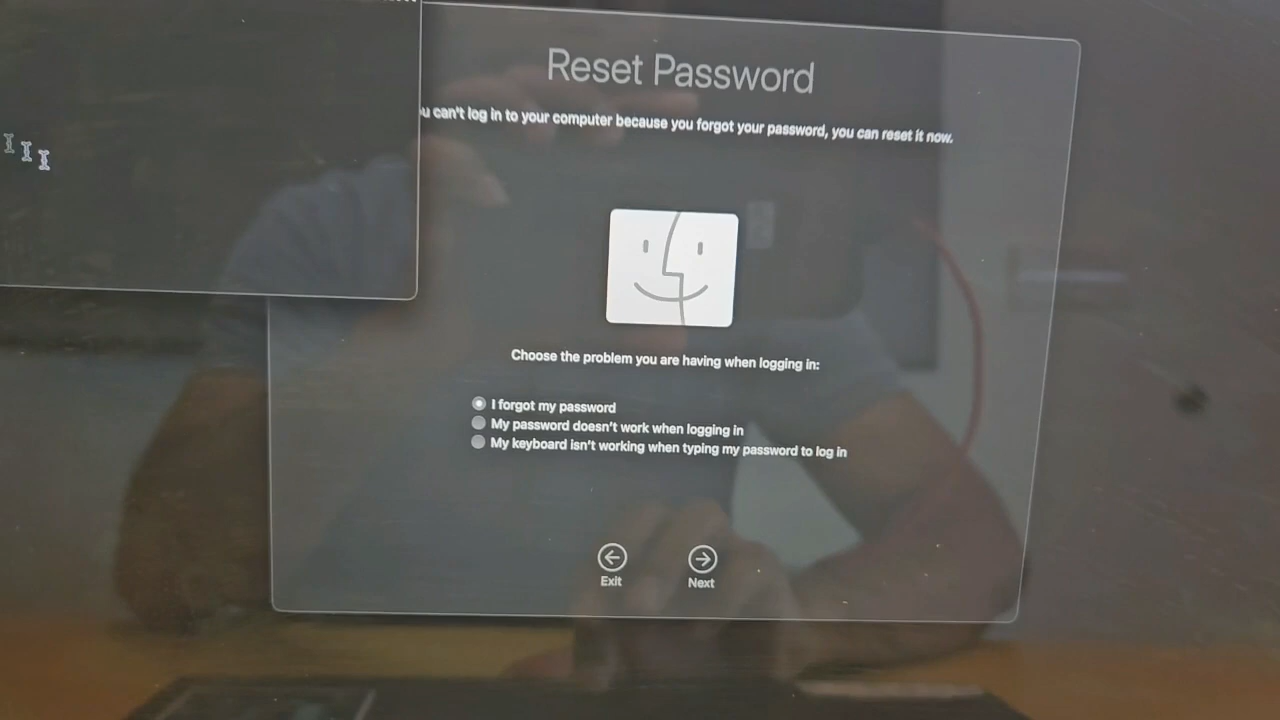 Reset Password
u can't log in to your computer because you forgot your password, you can reset it now.
Choose the problem you are having when logging in:
I forgot my password
My password doesn't work when logging in
My keyboard isn't working when typing my password to log in
Exit
Next